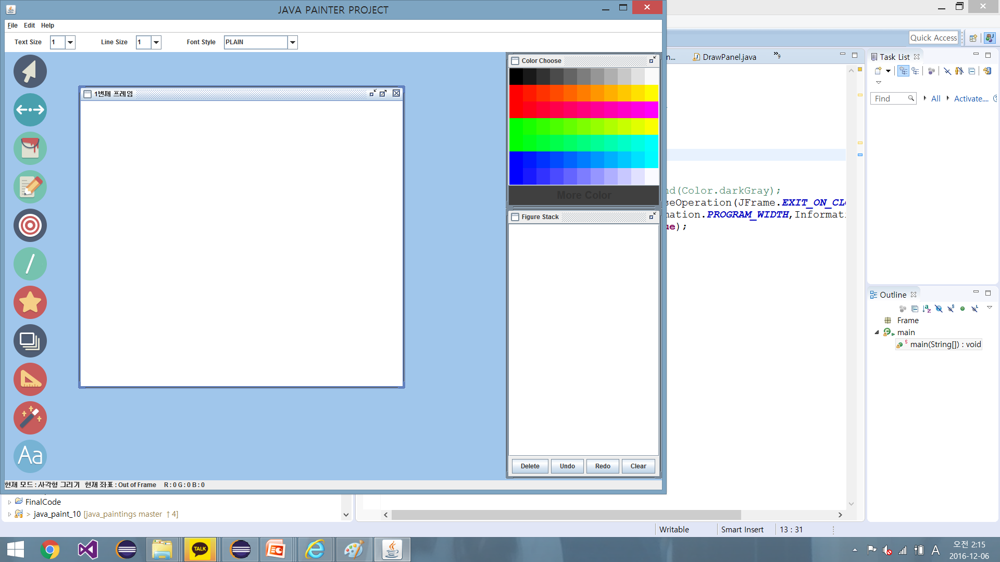 JAVA PAINTER PROJECT
File Edit Help
Text Size 1 Line Size 1 Font Style PLAIN
Color Choose
1번째 프레임
More Color
Figure Stack
Delete Undo Redo Clear
현재 모드 : 사각형 그리기 현재 좌표 : Out of Frame R : 0 G : 0 B : 0
Quick Access
n... DrawPanel.java »9
Task List
Find All Activate...
nd(Color.darkGray);
seOperation(JFrame.EXIT_ON_CL
mation.PROGRAM_WIDTH,Informati
ue);
Outline
Frame
main
main(String[]) : void
FinalCode
> java_paint_10 [java_paintings master ↑4]
Writable Smart Insert 13 : 31
Aa
TALK
A
오전 2:15
2016-12-06